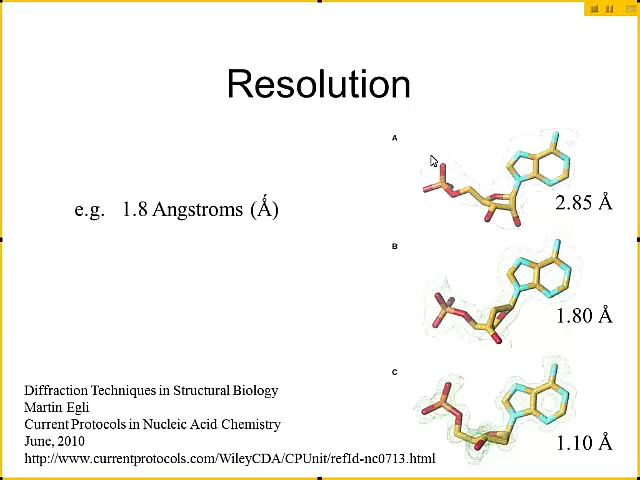 Resolution
A
e.g. 1.8 Angstroms (Ǻ)
2.85 Å
B
1.80 Å
C
1.10 Å
Diffraction Techniques in Structural Biology
Martin Egli
Current Protocols in Nucleic Acid Chemistry
June, 2010
http://www.currentprotocols.com/WileyCDA/CPUnit/refId-nc0713.html